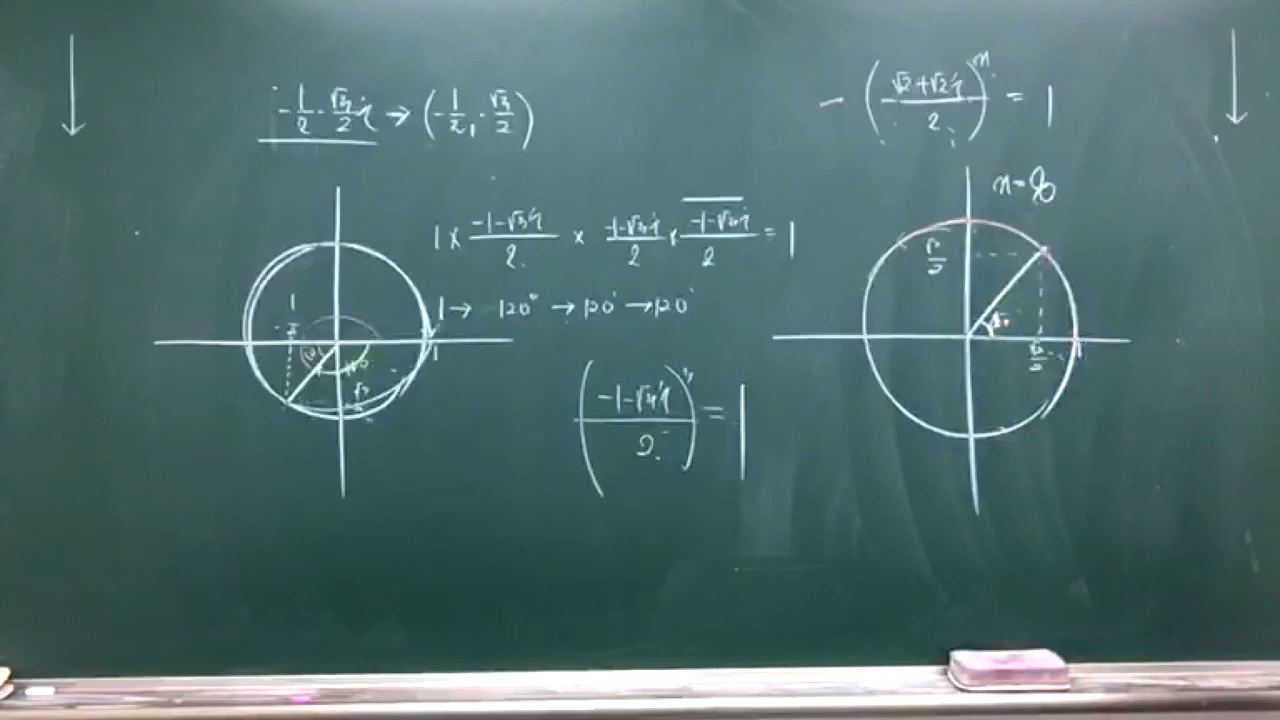 -1/2 - √3/2 i → (-1/2, -√3/2)
1 × (-1-√3i)/2 × (-1-√3i)/2 × (-1-√3i)/2 = 1
1 → 120° → 120° → 120°
((-1-√3i)/2)ⁿ = 1
1
((√2+√2i)/2)ⁿ = 1
n=8